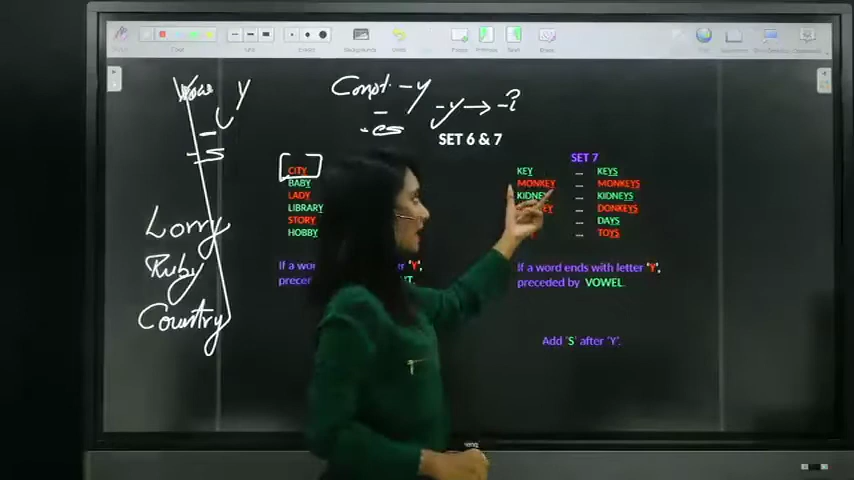 Y
Const - Y
- y → - i
- es
- s
SET 6 & 7
CITY
BABY
LADY
LIBRARY
STORY
HOBBY
If a wo
'Y',
prece
SET 7
KEY ... KEYS
MONKEY ... MONKEYS
KIDNEY ... KIDNEYS
EY ... DONKEYS
... DAYS
... TOYS
If a word ends with letter 'Y',
preceded by VOWEL.
Add 'S' after 'Y'.
Lorry
Ruby
Country